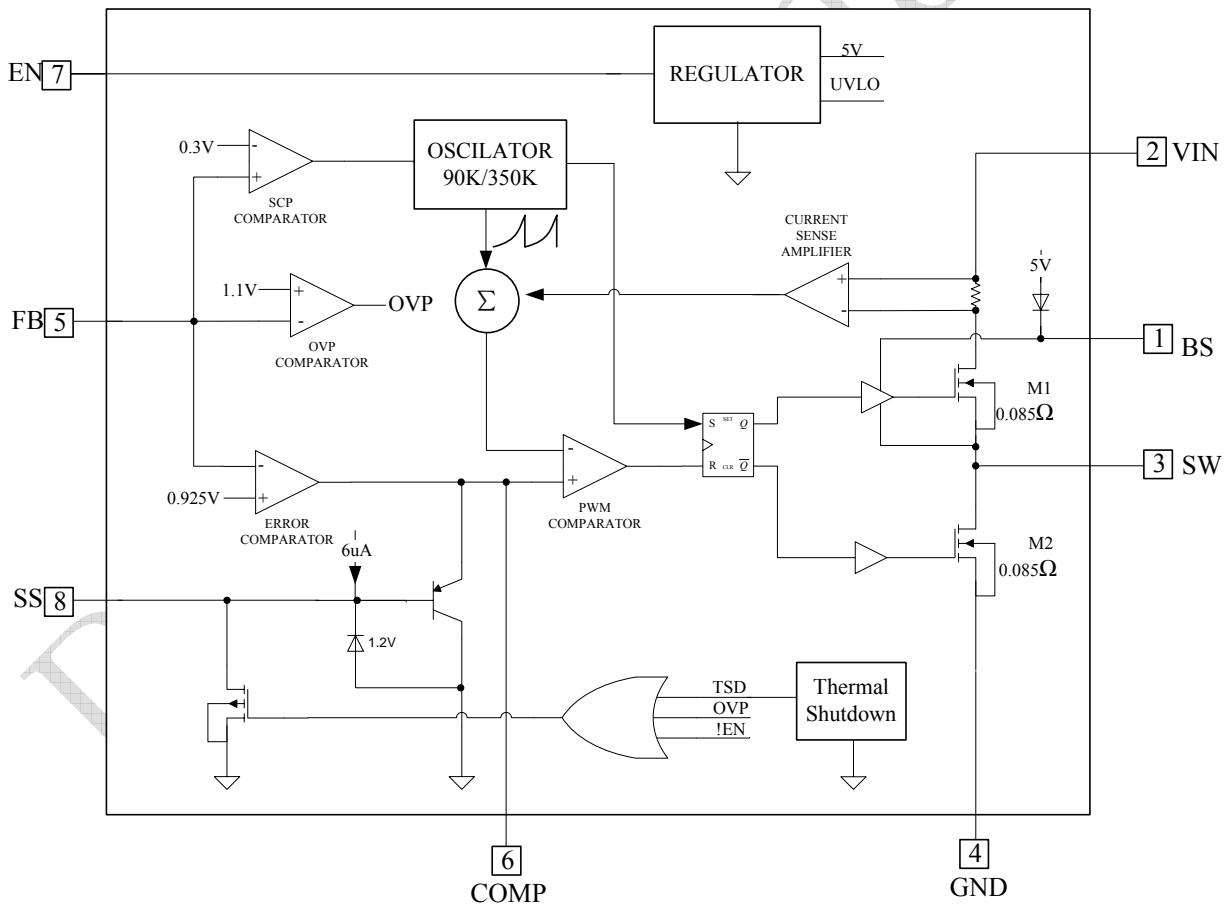 5V
EN 7
REGULATOR
UVLO
0.3V
-
+
SCP
COMPARATOR
OSCILATOR
90K/350K
2 VIN
CURRENT
SENSE
AMPLIFIER
+
-
5V
1.1V
+
-
OVP
OVP
COMPARATOR
Σ
FB 5
1 BS
M1
0.085Ω
S SET Q
R CLR Q̅
3 SW
-
+
0.925V
ERROR
COMPARATOR
-
+
PWM
COMPARATOR
6uA
M2
0.085Ω
SS 8
1.2V
TSD
OVP
!EN
Thermal
Shutdown
6
COMP
4
GND